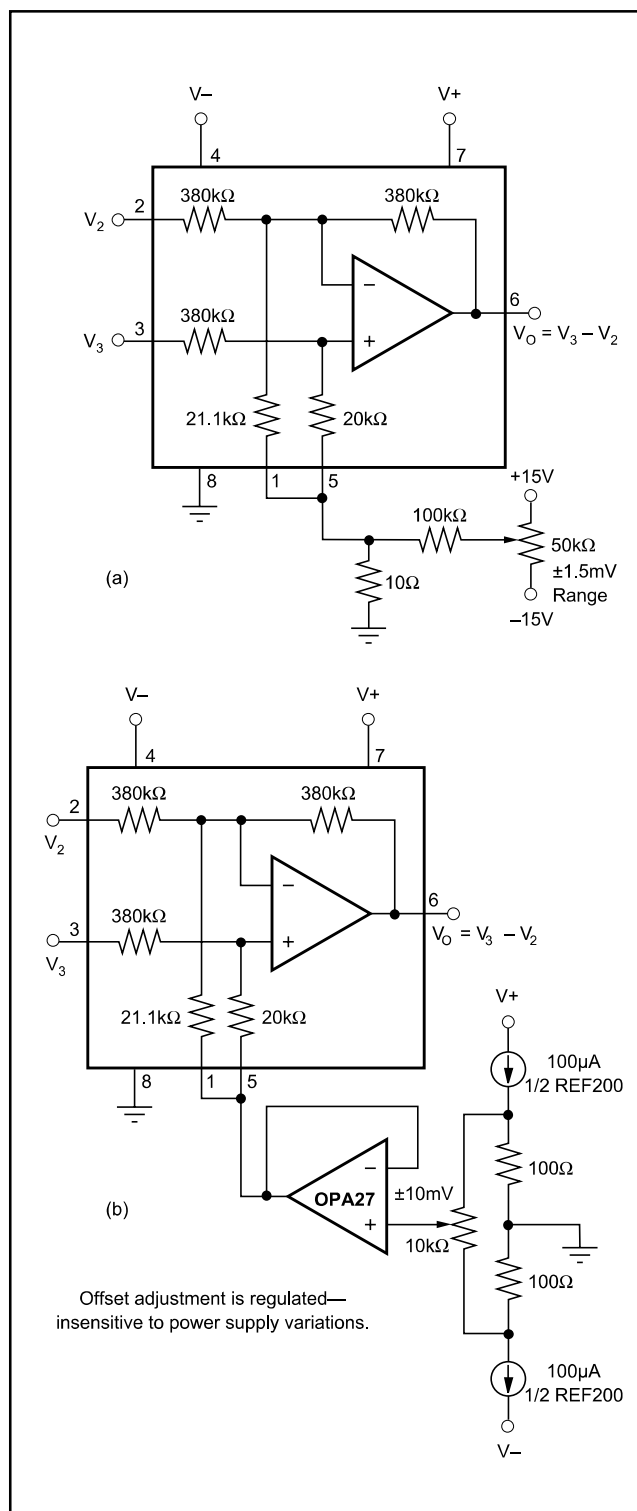 V– V+
4 7
380kΩ 380kΩ
V2 2
–
380kΩ
V3 3
+
6
VO = V3 – V2
21.1kΩ 20kΩ
8 1 5
+15V
100kΩ
50kΩ
±1.5mV
Range
10Ω
–15V
(a)
V– V+
4 7
380kΩ 380kΩ
2
V2
–
380kΩ
3
V3
+
6
VO = V3 – V2
21.1kΩ 20kΩ
V+
8 1 5
100µA
1/2 REF200
–
OPA27
+
±10mV
10kΩ
100Ω
100Ω
(b)
Offset adjustment is regulated—
insensitive to power supply variations.
100µA
1/2 REF200
V–